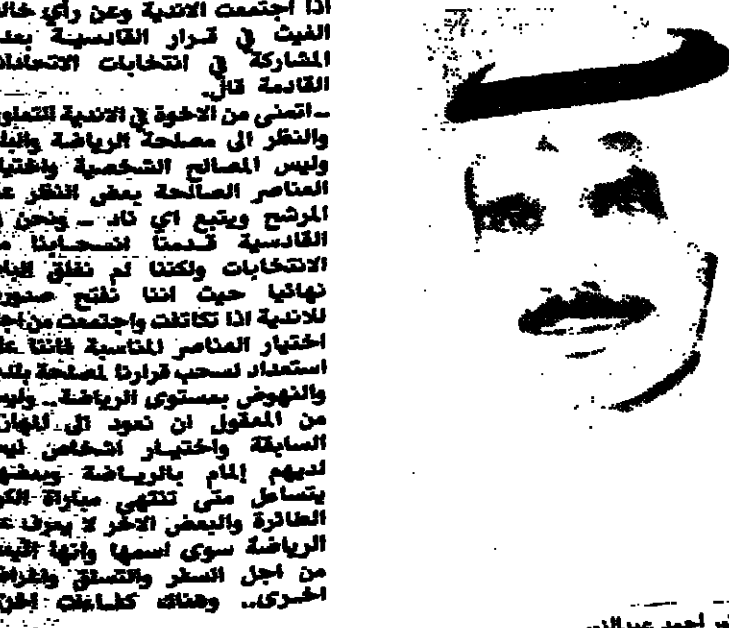 اذا اجتمعت الاندية وعن رأي خالد
الغيث في قرار القادسية بعدم
المشاركة في انتخابات الاتحادات
القادمة قال.
ـ اتمنى من الاخوة في الاندية التعاون
والنظر الى مصلحة الرياضة
وليس المصالح الشخصية واختيار
العناصر الصالحة بغض النظر عن
المرشح ويتبع اي ناد ـ ونحن في
القادسية قدمنا انسحابنا من
الانتخابات ولكننا لم نغلق الباب
نهائيا حيث اننا نفتح صدورنا
للاندية اذا تكاتفت واجتمعت من اجل
اختيار العناصر المناسبة فاننا على
استعداد لسحب قرارنا لمصلحة
والنهوض بمستوى الرياضة.. وليس
من المعقول ان نعود الى
السابقة واختيار اشخاص ليس
لديهم إلمام بالرياضة وبعضهم
يتساءل متى تنتهي مباراة الكرة
الطائرة والبعض الاخر لا يعرف عن
الرياضة سوى اسمها وانها
من اجل السفر والتسلق
اخرى.. وهناك كفاءات
احمد